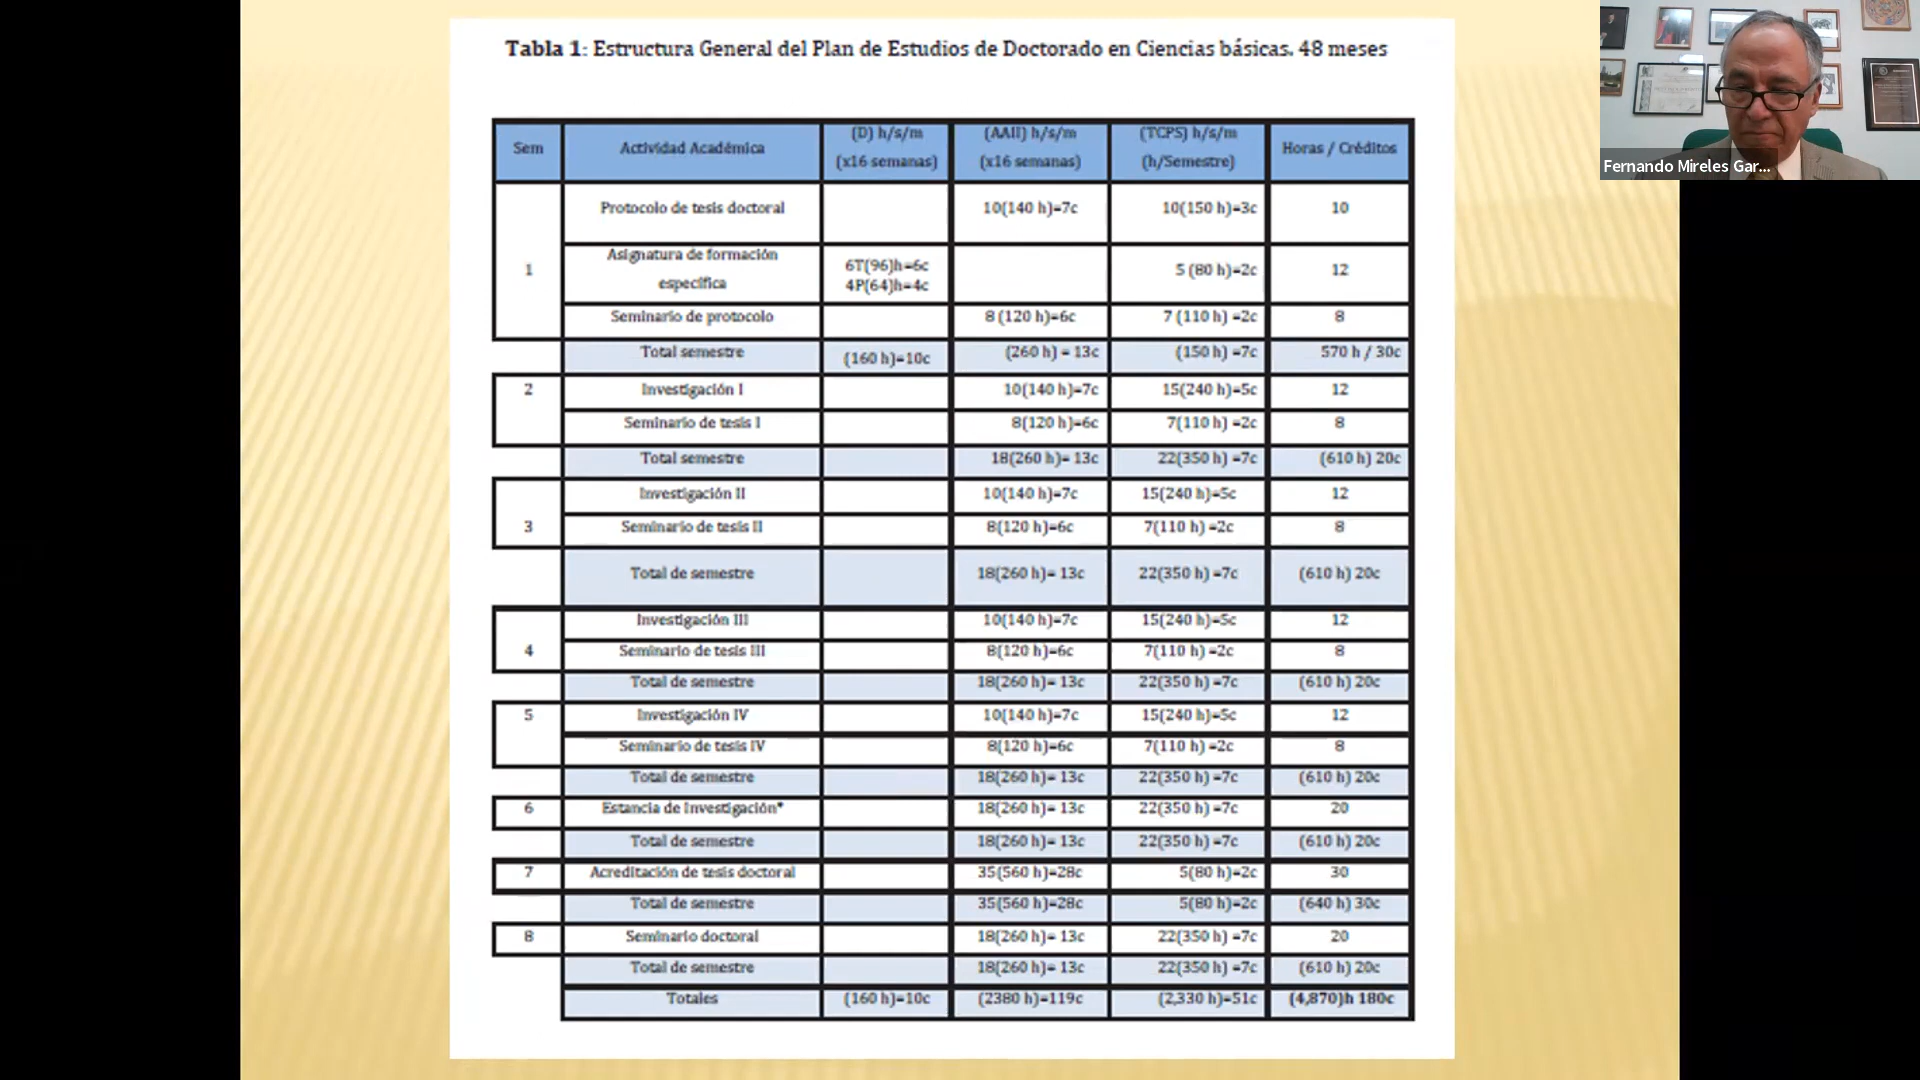 Tabla 1: Estructura General del Plan de Estudios de Doctorado en Ciencias básicas. 48 meses
Fernando Mireles Gar...
Sem Actividad Académica (D) h/s/m (x16 semanas) (AAII) h/s/m (x16 semanas) (TCPS) h/s/m (h/Semestre) Horas / Créditos
1
Protocolo de tesis doctoral 10(140 h)=7c 10(150 h)=3c 10
Asignatura de formación específica 6T(96)h=6c 4P(64)h=4c 5 (80 h)=2c 12
Seminario de protocolo 8 (120 h)=6c 7 (110 h) =2c 8
Total semestre (160 h)=10c (260 h) = 13c (150 h) =7c 570 h / 30c
2 Investigación I 10(140 h)=7c 15(240 h)=5c 12
Seminario de tesis I 8(120 h)=6c 7(110 h) =2c 8
Total semestre 18(260 h)= 13c 22(350 h) =7c (610 h) 20c
Investigación II 10(140 h)=7c 15(240 h)=5c 12
3 Seminario de tesis II 8(120 h)=6c 7(110 h) =2c 8
Total de semestre 18(260 h)= 13c 22(350 h) =7c (610 h) 20c
Investigación III 10(140 h)=7c 15(240 h)=5c 12
4 Seminario de tesis III 8(120 h)=6c 7(110 h) =2c 8
Total de semestre 18(260 h)= 13c 22(350 h) =7c (610 h) 20c
5 Investigación IV 10(140 h)=7c 15(240 h)=5c 12
Seminario de tesis IV 8(120 h)=6c 7(110 h) =2c 8
Total de semestre 18(260 h)= 13c 22(350 h) =7c (610 h) 20c
6 Estancia de Investigación* 18(260 h)= 13c 22(350 h) =7c 20
Total de semestre 18(260 h)= 13c 22(350 h) =7c (610 h) 20c
7 Acreditación de tesis doctoral 35(560 h)=28c 5(80 h)=2c 30
Total de semestre 35(560 h)=28c 5(80 h)=2c (640 h) 30c
8 Seminario doctoral 18(260 h)= 13c 22(350 h) =7c 20
Total de semestre 18(260 h)= 13c 22(350 h) =7c (610 h) 20c
Totales (160 h)=10c (2380 h)=119c (2,330 h)=51c (4,870)h 180c